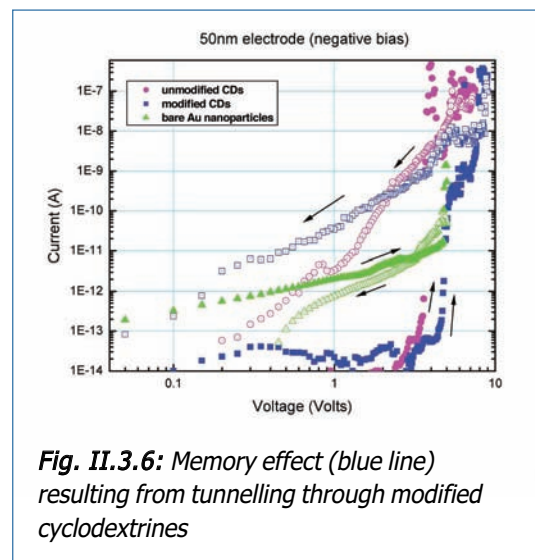 50nm electrode (negative bias)
unmodified CDs
modified CDs
bare Au nanoparticles
Current (A)
1E-7
1E-8
1E-9
1E-10
1E-11
1E-12
1E-13
1E-14
0.1
1
10
Voltage (Volts)
Fig. II.3.6: Memory effect (blue line)
resulting from tunnelling through modified
cyclodextrines